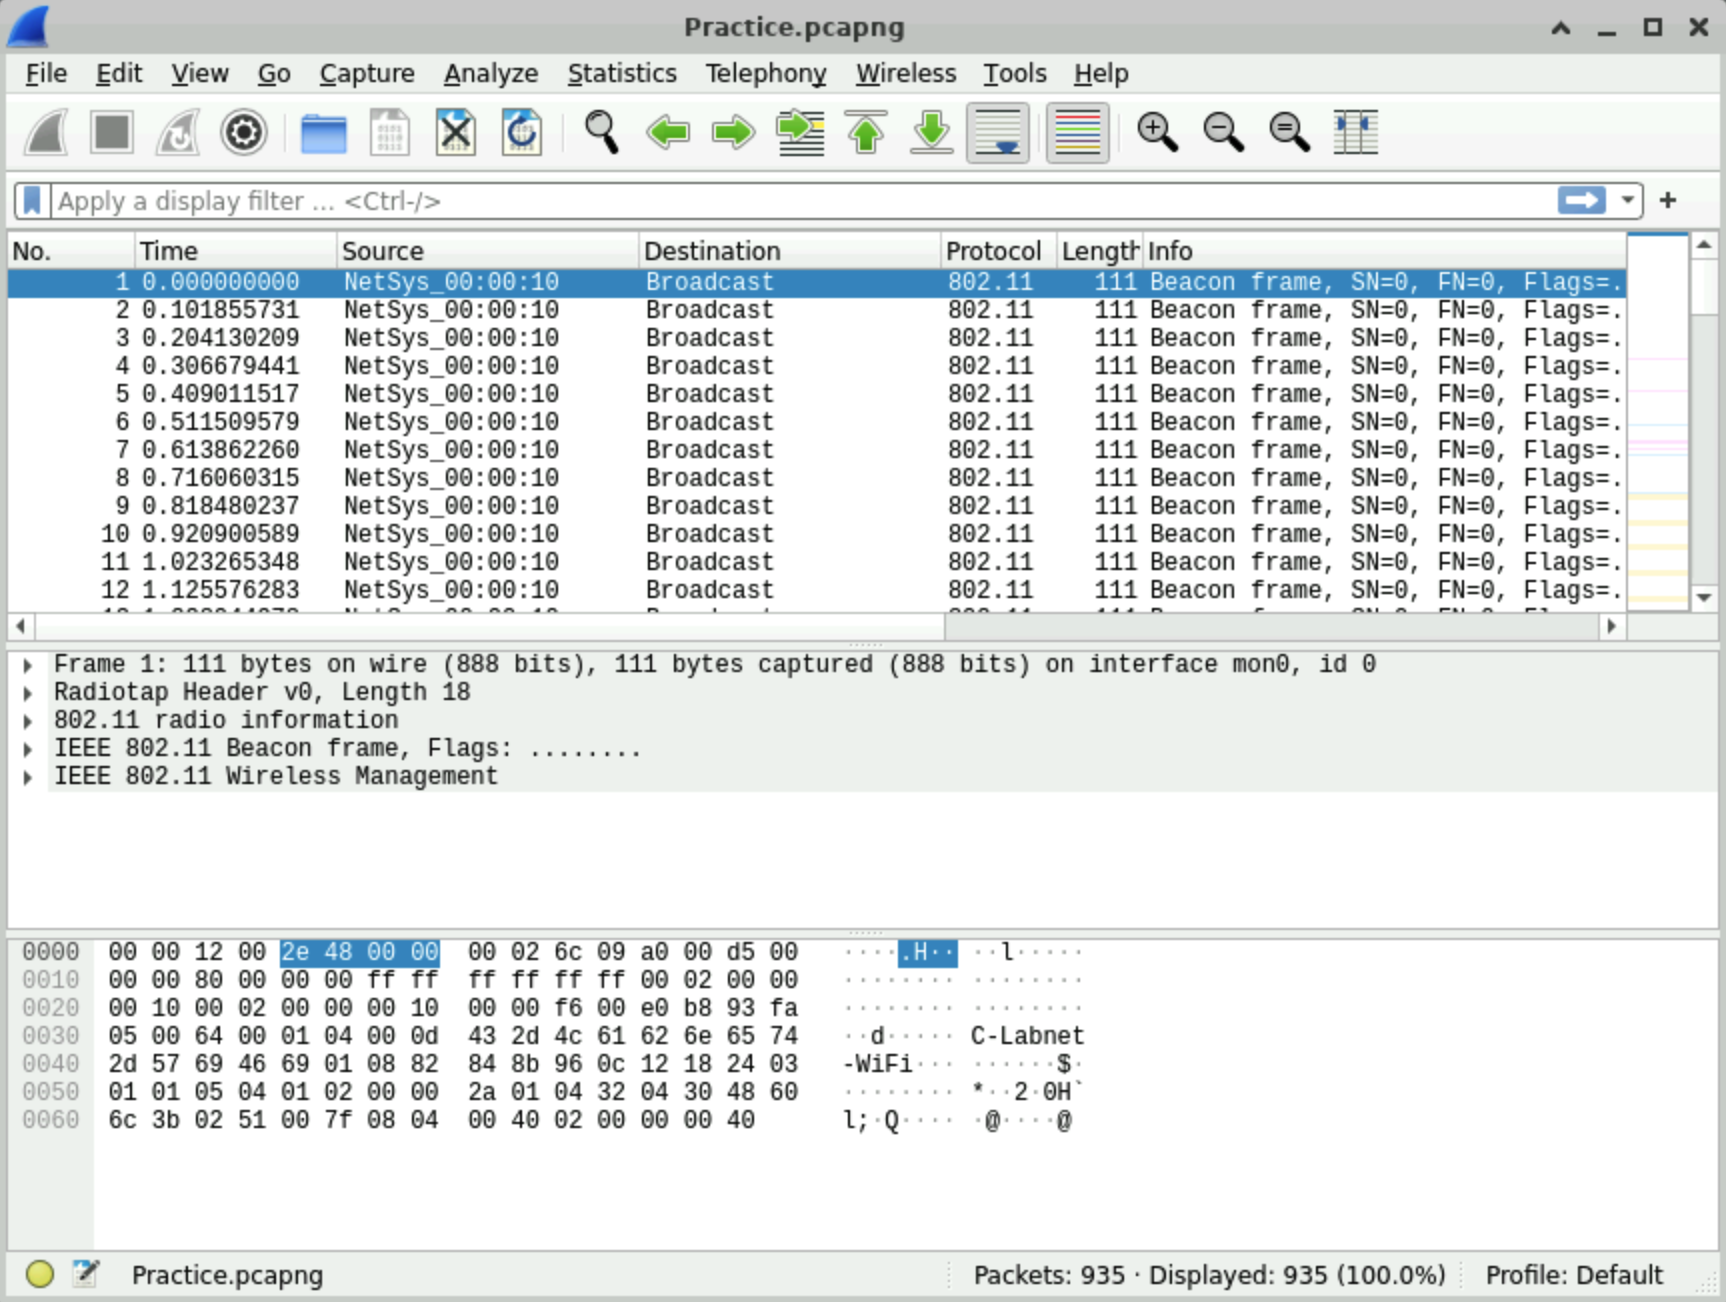 Practice.pcapng
File Edit View Go Capture Analyze Statistics Telephony Wireless Tools Help
Apply a display filter ... <Ctrl-/>
No. Time Source Destination Protocol Length Info
1 0.000000000 NetSys_00:00:10 Broadcast 802.11 111 Beacon frame, SN=0, FN=0, Flags=.
2 0.101855731 NetSys_00:00:10 Broadcast 802.11 111 Beacon frame, SN=0, FN=0, Flags=.
3 0.204130209 NetSys_00:00:10 Broadcast 802.11 111 Beacon frame, SN=0, FN=0, Flags=.
4 0.306679441 NetSys_00:00:10 Broadcast 802.11 111 Beacon frame, SN=0, FN=0, Flags=.
5 0.409011517 NetSys_00:00:10 Broadcast 802.11 111 Beacon frame, SN=0, FN=0, Flags=.
6 0.511509579 NetSys_00:00:10 Broadcast 802.11 111 Beacon frame, SN=0, FN=0, Flags=.
7 0.613862260 NetSys_00:00:10 Broadcast 802.11 111 Beacon frame, SN=0, FN=0, Flags=.
8 0.716060315 NetSys_00:00:10 Broadcast 802.11 111 Beacon frame, SN=0, FN=0, Flags=.
9 0.818480237 NetSys_00:00:10 Broadcast 802.11 111 Beacon frame, SN=0, FN=0, Flags=.
10 0.920900589 NetSys_00:00:10 Broadcast 802.11 111 Beacon frame, SN=0, FN=0, Flags=.
11 1.023265348 NetSys_00:00:10 Broadcast 802.11 111 Beacon frame, SN=0, FN=0, Flags=.
12 1.125576283 NetSys_00:00:10 Broadcast 802.11 111 Beacon frame, SN=0, FN=0, Flags=.
Frame 1: 111 bytes on wire (888 bits), 111 bytes captured (888 bits) on interface mon0, id 0
Radiotap Header v0, Length 18
802.11 radio information
IEEE 802.11 Beacon frame, Flags: ........
IEEE 802.11 Wireless Management
0000 00 00 12 00 2e 48 00 00 00 02 6c 09 a0 00 d5 00 ····.H·· ··l·····
0010 00 00 80 00 00 00 ff ff ff ff ff ff 00 02 00 00 ········ ········
0020 00 10 00 02 00 00 00 10 00 00 f6 00 e0 b8 93 fa ········ ········
0030 05 00 64 00 01 04 00 0d 43 2d 4c 61 62 6e 65 74 ··d····· C-Labnet
0040 2d 57 69 46 69 01 08 82 84 8b 96 0c 12 18 24 03 -WiFi··· ······$·
0050 01 01 05 04 01 02 00 00 2a 01 04 32 04 30 48 60 ········ *··2·0H`
0060 6c 3b 02 51 00 7f 08 04 00 40 02 00 00 00 40 l;·Q···· ·@····@
Practice.pcapng Packets: 935 · Displayed: 935 (100.0%) Profile: Default